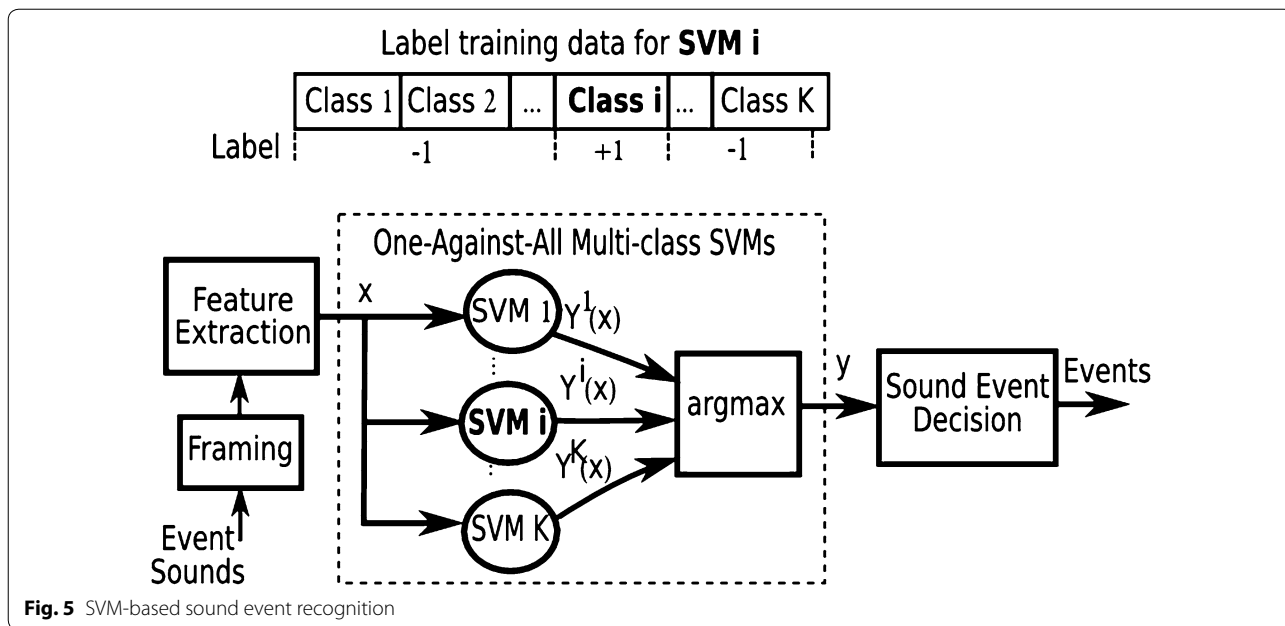 Label training data for SVM i
Class 1 Class 2 ... Class i ... Class K
Label -1 +1 -1
One-Against-All Multi-class SVMs
Feature
Extraction
x
SVM 1
Y¹(x)
...
SVM i
Yⁱ(x)
...
SVM K
Yᴷ(x)
argmax
y
Sound Event
Decision
Events
Framing
Event
Sounds
Fig. 5 SVM-based sound event recognition